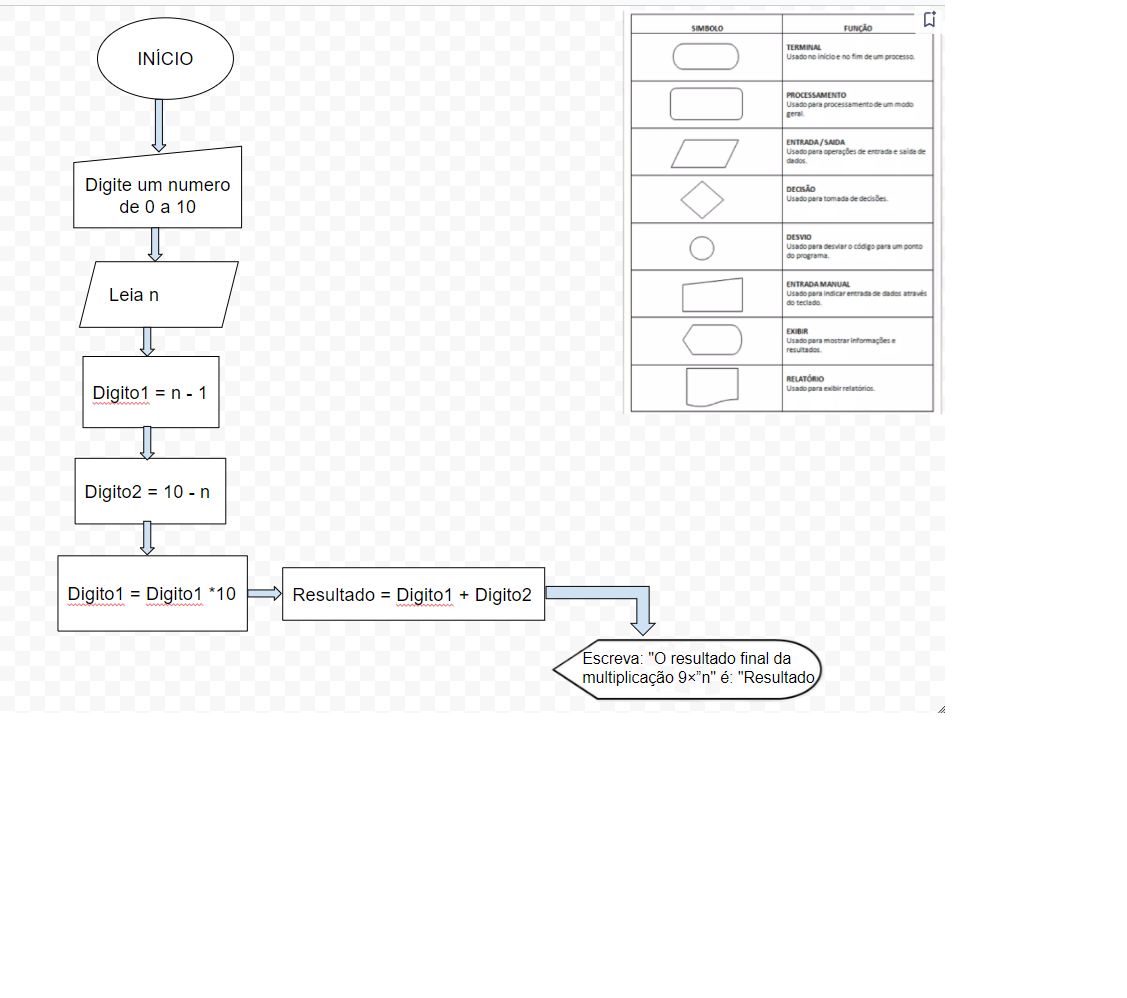 INÍCIO
Digite um numero
de 0 a 10
Leia n
Digito1 = n - 1
Digito2 = 10 - n
Digito1 = Digito1 *10
Resultado = Digito1 + Digito2
Escreva: "O resultado final da
multiplicação 9×”n" é: "Resultado
SIMBOLO FUNÇÃO
TERMINAL
Usado no início e no fim de um processo.
PROCESSAMENTO
Usado para processamento de um modo
geral.
ENTRADA / SAIDA
Usado para operações de entrada e saída de
dados.
DECISÃO
Usado para tomada de decisões.
DESVIO
Usado para desviar o código para um ponto
do programa.
ENTRADA MANUAL
Usado para indicar entrada de dados através
do teclado.
EXIBIR
Usado para mostrar informações e
resultados.
RELATÓRIO
Usado para exibir relatórios.